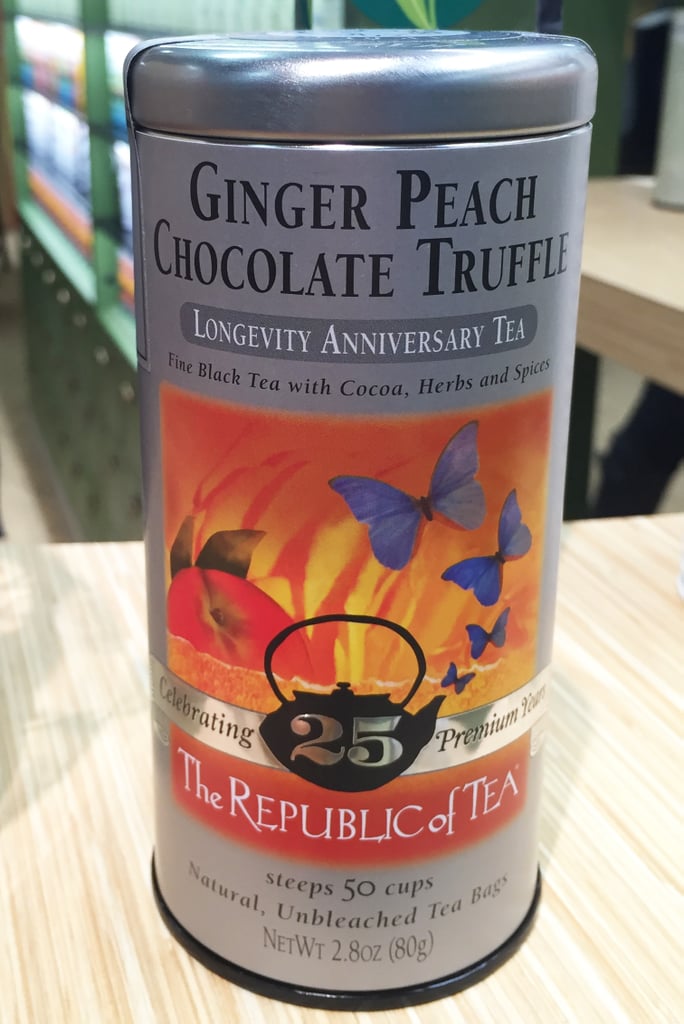 GINGER PEACH
CHOCOLATE TRUFFLE
LONGEVITY ANNIVERSARY TEA
Fine Black Tea with Cocoa, Herbs and Spices
Celebrating 25 Premium Years
The REPUBLIC of TEA
steeps 50 cups
Natural, Unbleached Tea Bags
NETWT 2.8OZ (80g)